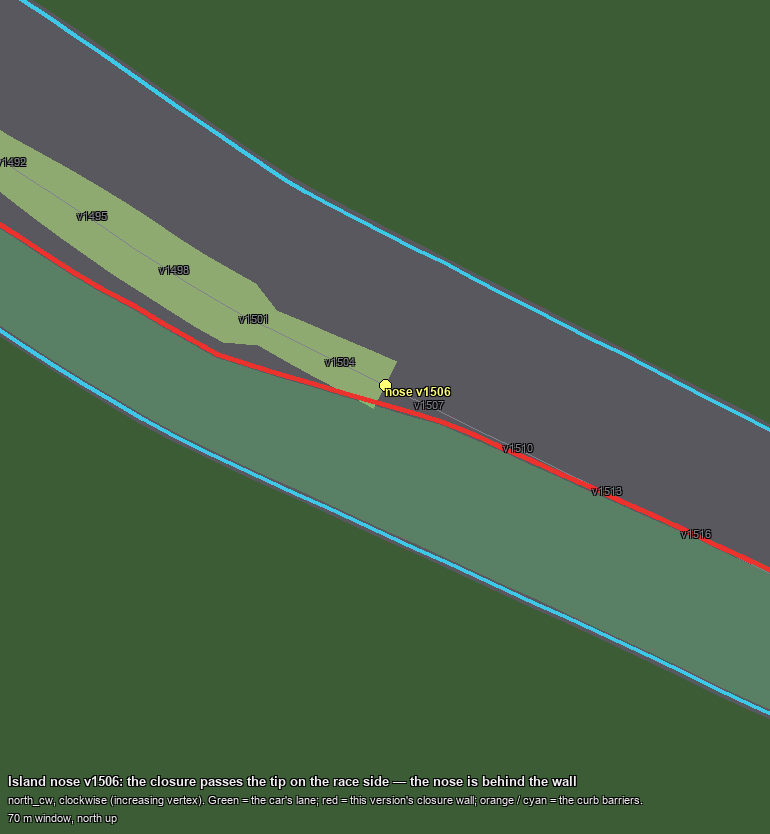 v1492
v1495
v1498
v1501
v1504
nose v1506
v1507
v1510
v1513
v1516
Island nose v1506: the closure passes the tip on the race side — the nose is behind the wall
north_cw, clockwise (increasing vertex). Green = the car's lane; red = this version's closure wall; orange / cyan = the curb barriers.
70 m window, north up